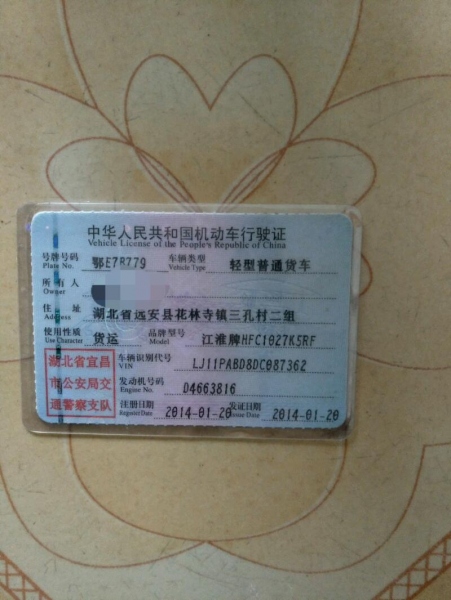 中华人民共和国机动车行驶证
Vehicle License of the People's Republic of China
号牌号码 鄂E7R779 车辆类型 轻型普通货车
Plate No. Vehicle Type
所有人
Owner
住址 湖北省远安县花林寺镇三孔村二组
Address
使用性质 货运 品牌型号 江淮牌HFC1027K5RF
Use Character Model
湖北省宜昌
市公安局交
通警察支队
车辆识别代号 LJ11PABD8DC087362
VIN
发动机号码 D4663816
Engine No.
注册日期 2014-01-20 发证日期 2014-01-20
Register Date Issue Date